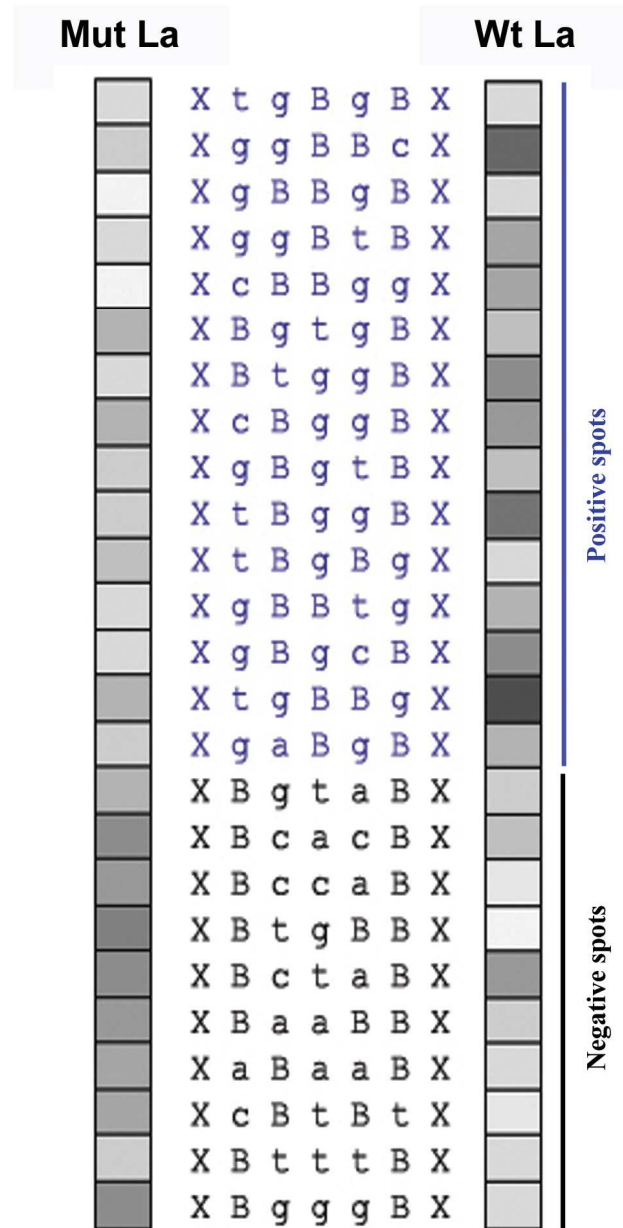 Mut La Wt La
X t g B g B X
X g g B B c X
X g B B g B X
X g g B t B X
X c B B g g X
X B g t g B X
X B t g g B X
X c B g g B X
X g B g t B X
X t B g g B X
X t B g B g X
X g B B t g X
X g B g c B X
X t g B B g X
X g a B g B X
Positive spots
X B g t a B X
X B c a c B X
X B c c a B X
X B t g B B X
X B c t a B X
X B a a B B X
X a B a a B X
X c B t B t X
X B t t t B X
X B g g g B X
Negative spots